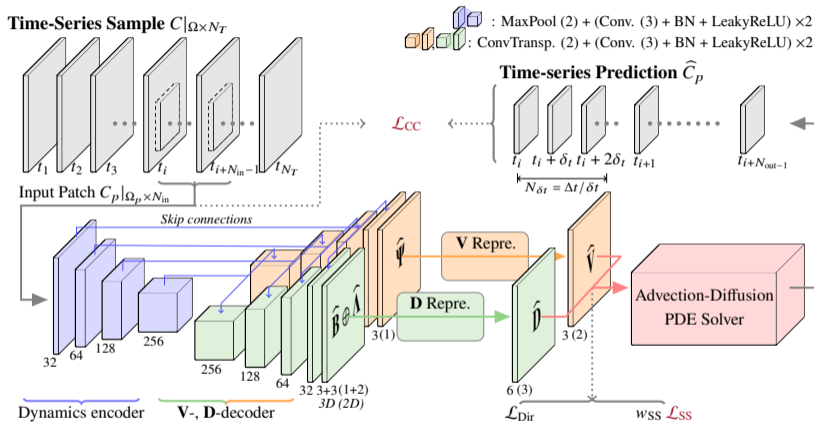 Time-Series Sample C|Ω×N_T
: MaxPool (2) + (Conv. (3) + BN + LeakyReLU) ×2
: ConvTransp. (2) + (Conv. (3) + BN + LeakyReLU) ×2
Time-series Prediction Ĉ_p
ℒ_CC
t_1 t_2 t_3 t_i t_{i+N_in−1} t_{N_T}
t_i t_i + δ_t t_i + 2δ_t t_{i+1} t_{i+N_out−1}
N_{δt} = Δt/δt
Input Patch C_p|Ω_p×N_in
Skip connections
Ψ̂
V Repre.
V̂
B̂ ⊕ Λ̂
D Repre.
D̂
Advection-Diffusion
PDE Solver
3(1)
3 (2)
32 64 128 256
256 128 64 32 3+3(1+2)
3D (2D)
6 (3)
Dynamics encoder
V-, D-decoder
ℒ_Dir
w_SS ℒ_SS